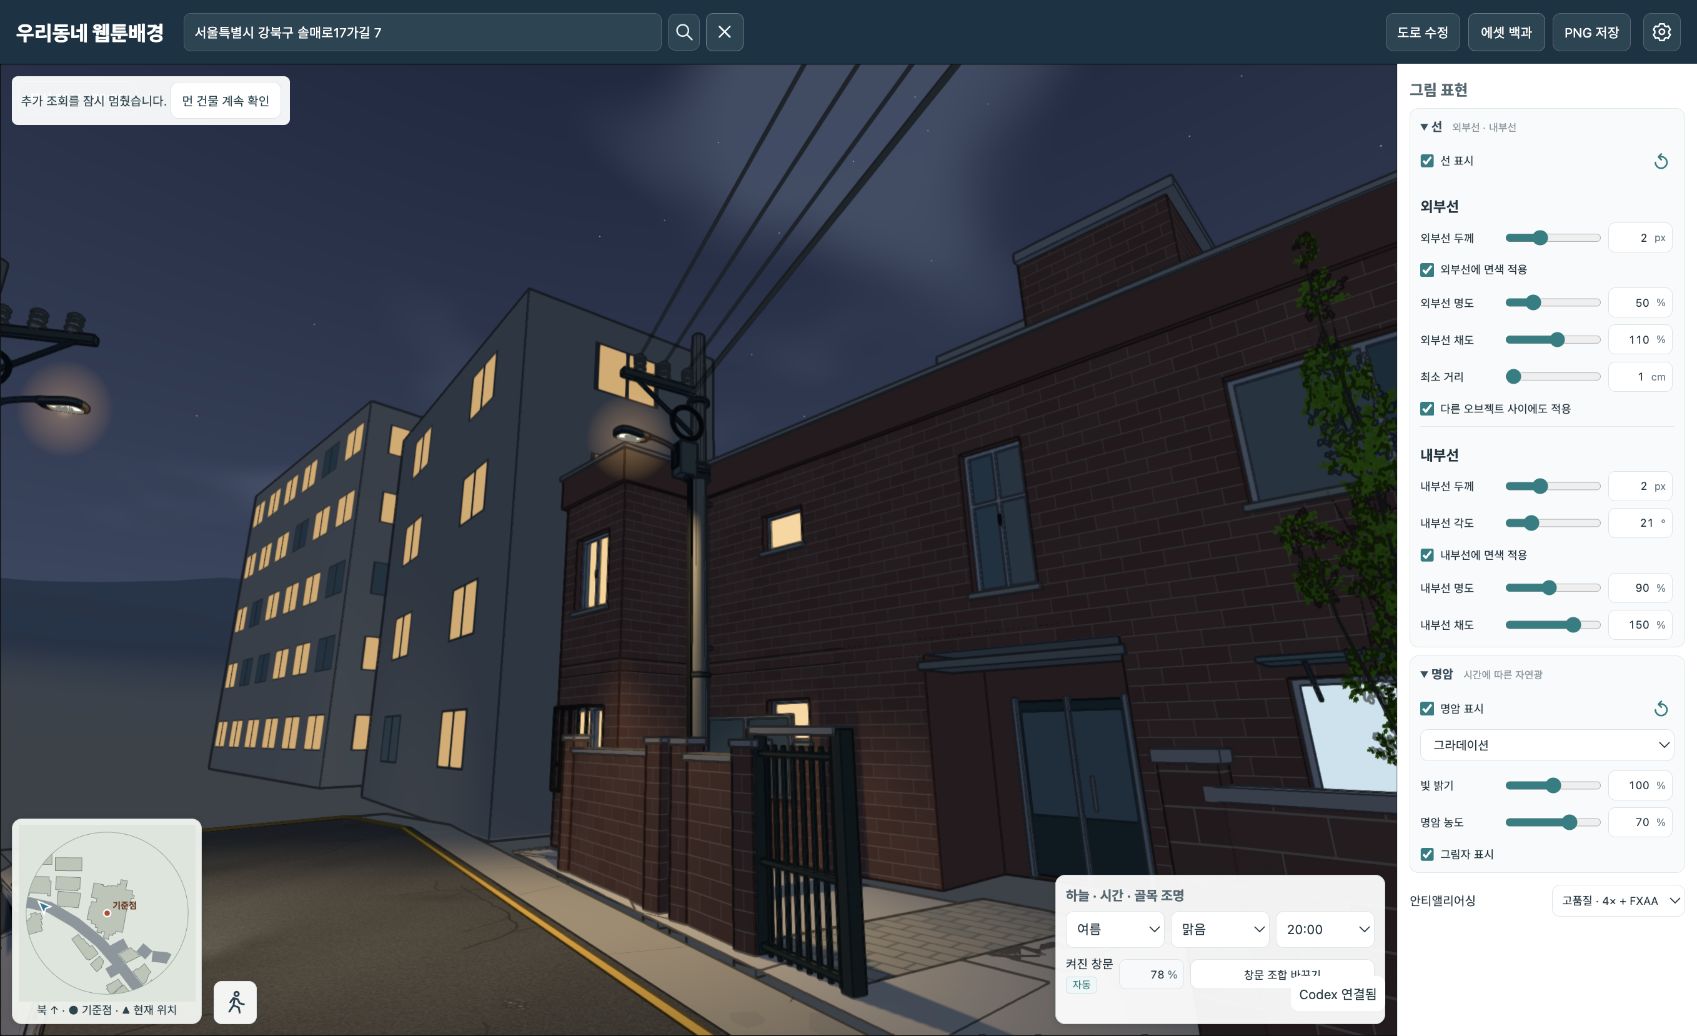 우리동네 웹툰배경
서울특별시 강북구 솔매로17가길 7
도로 수정
에셋 백과
PNG 저장
추가 조회를 잠시 멈췄습니다.
먼 건물 계속 확인
그림 표현
▼ 선 외부선 · 내부선
선 표시
외부선
외부선 두께 2 px
외부선에 면색 적용
외부선 명도 50 %
외부선 채도 110 %
최소 거리 1 cm
다른 오브젝트 사이에도 적용
내부선
내부선 두께 2 px
내부선 각도 21 °
내부선에 면색 적용
내부선 명도 90 %
내부선 채도 150 %
▼ 명암 시간에 따른 자연광
명암 표시
그라데이션
빛 밝기 100 %
명암 농도 70 %
그림자 표시
안티앨리어싱 고품질 · 4× + FXAA
기준점
북 ↑ · ● 기준점 · ▲ 현재 위치
하늘 · 시간 · 골목 조명
여름 맑음 20:00
켜진 창문 78 % 창문 조합 바꾸기
자동
Codex 연결됨